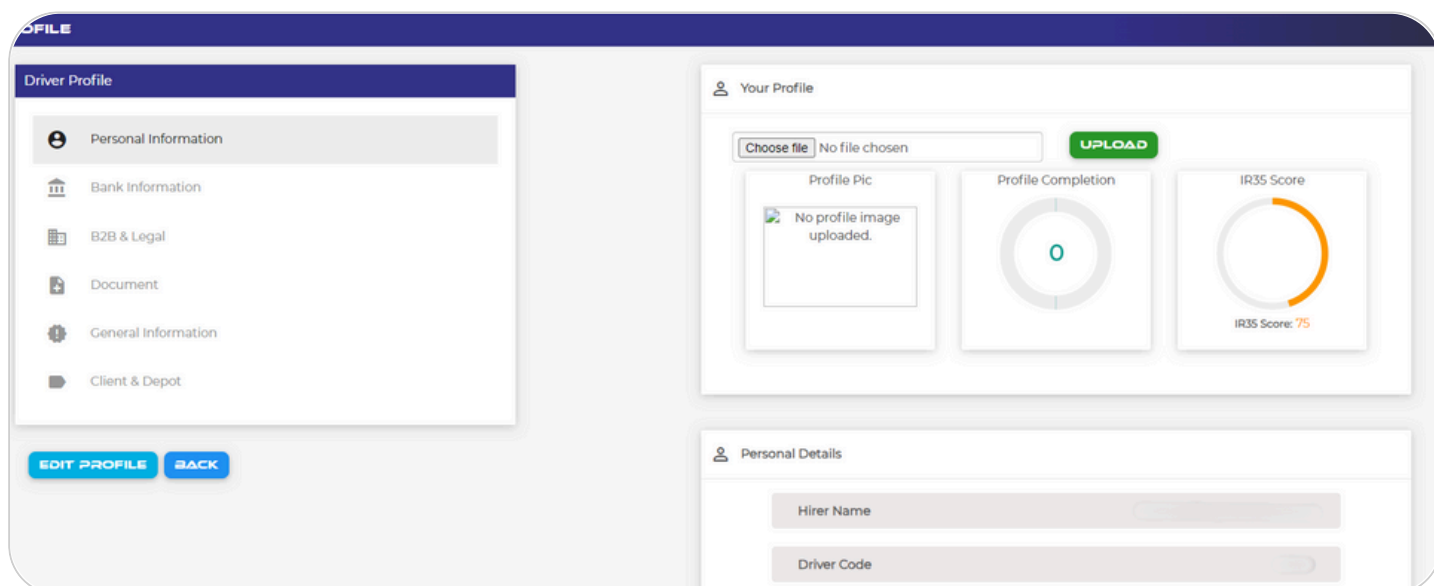 OFILE
Driver Profile
Personal Information
Bank Information
B2B & Legal
Document
General Information
Client & Depot
EDIT PROFILE
BACK
Your Profile
Choose file No file chosen
UPLOAD
Profile Pic
No profile image
uploaded.
Profile Completion
0
IR35 Score
IR35 Score: 75
Personal Details
Hirer Name
Driver Code